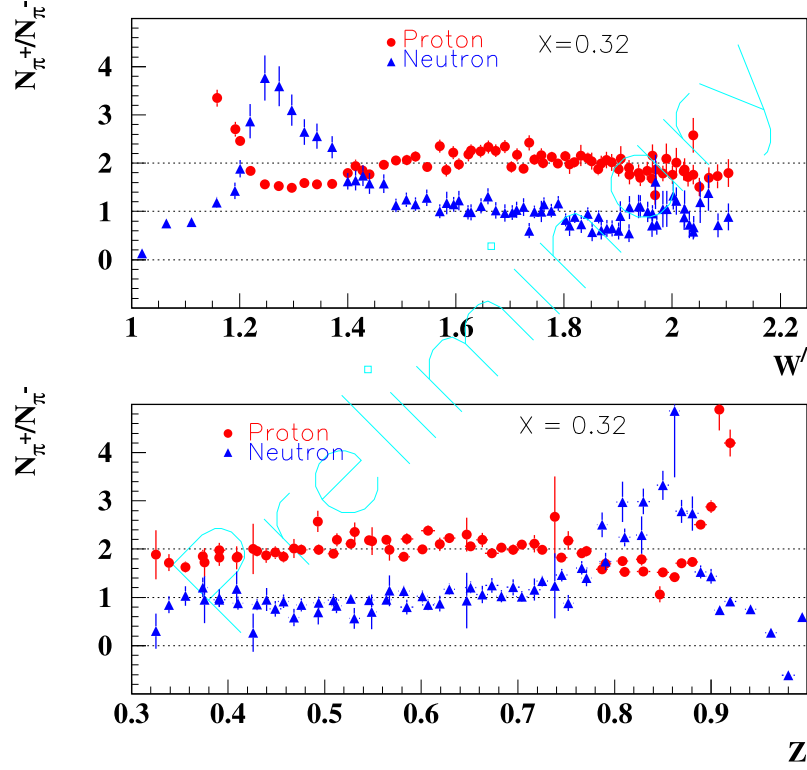 N_π+/N_π-
Proton
Neutron
X=0.32
4
3
2
1
0
1 1.2 1.4 1.6 1.8 2 2.2
W′
N_π+/N_π-
Proton
Neutron
X = 0.32
4
3
2
1
0
0.3 0.4 0.5 0.6 0.7 0.8 0.9
Z
Preliminary